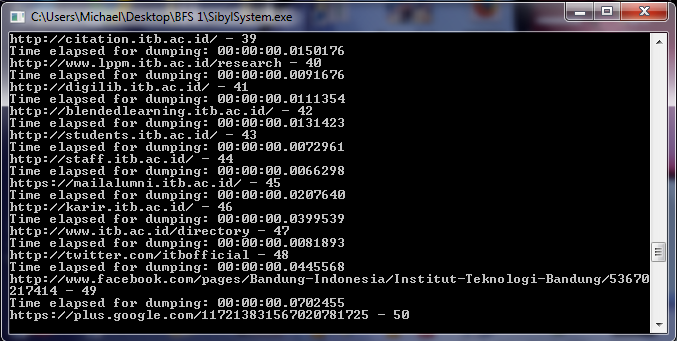 C:\Users\Michael\Desktop\BFS 1\SibylSystem.exe
http://citation.itb.ac.id/ - 39
Time elapsed for dumping: 00:00:00.0150176
http://www.lppm.itb.ac.id/research - 40
Time elapsed for dumping: 00:00:00.0091676
http://digilib.itb.ac.id/ - 41
Time elapsed for dumping: 00:00:00.0111354
http://blendedlearning.itb.ac.id/ - 42
Time elapsed for dumping: 00:00:00.0131423
http://students.itb.ac.id/ - 43
Time elapsed for dumping: 00:00:00.0072961
http://staff.itb.ac.id/ - 44
Time elapsed for dumping: 00:00:00.0066298
https://mailalumni.itb.ac.id/ - 45
Time elapsed for dumping: 00:00:00.0207640
http://karir.itb.ac.id/ - 46
Time elapsed for dumping: 00:00:00.0399539
http://www.itb.ac.id/directory - 47
Time elapsed for dumping: 00:00:00.0081893
http://twitter.com/itbofficial - 48
Time elapsed for dumping: 00:00:00.0445568
http://www.facebook.com/pages/Bandung-Indonesia/Institut-Teknologi-Bandung/53670
217414 - 49
Time elapsed for dumping: 00:00:00.0702455
https://plus.google.com/117213831567020781725 - 50